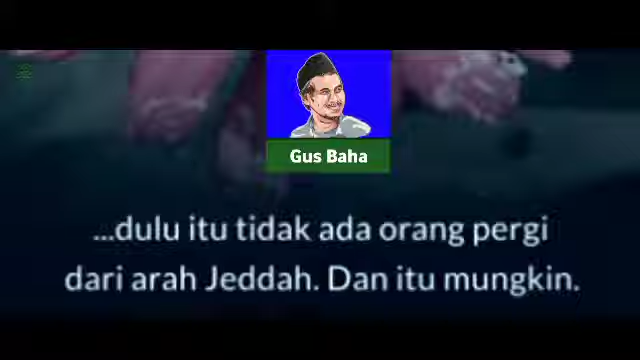 Gus Baha
...dulu itu tidak ada orang pergi
dari arah Jeddah. Dan itu mungkin.